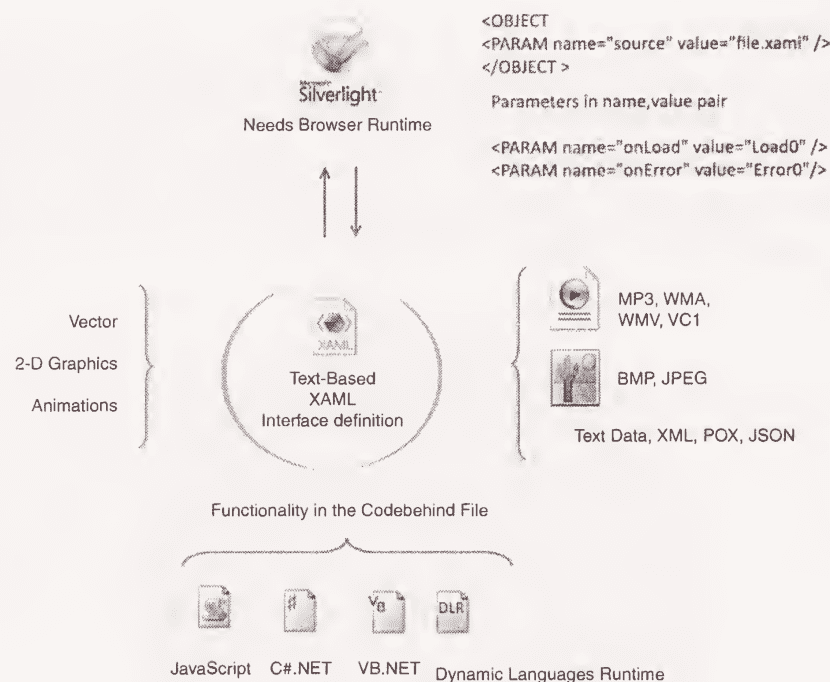 Microsoft
Silverlight
Needs Browser Runtime
<OBJECT
<PARAM name="source" value="file.xaml" />
</OBJECT >
Parameters in name,value pair
<PARAM name="onLoad" value="Load0" />
<PARAM name="onError" value="Error0"/>
Vector
2-D Graphics
Animations
XAML
Text-Based
XAML
Interface definition
MP3, WMA,
WMV, VC1
BMP, JPEG
Text Data, XML, POX, JSON
Functionality in the Codebehind File
#
VB
DLR
JavaScript
C#.NET
VB.NET
Dynamic Languages Runtime